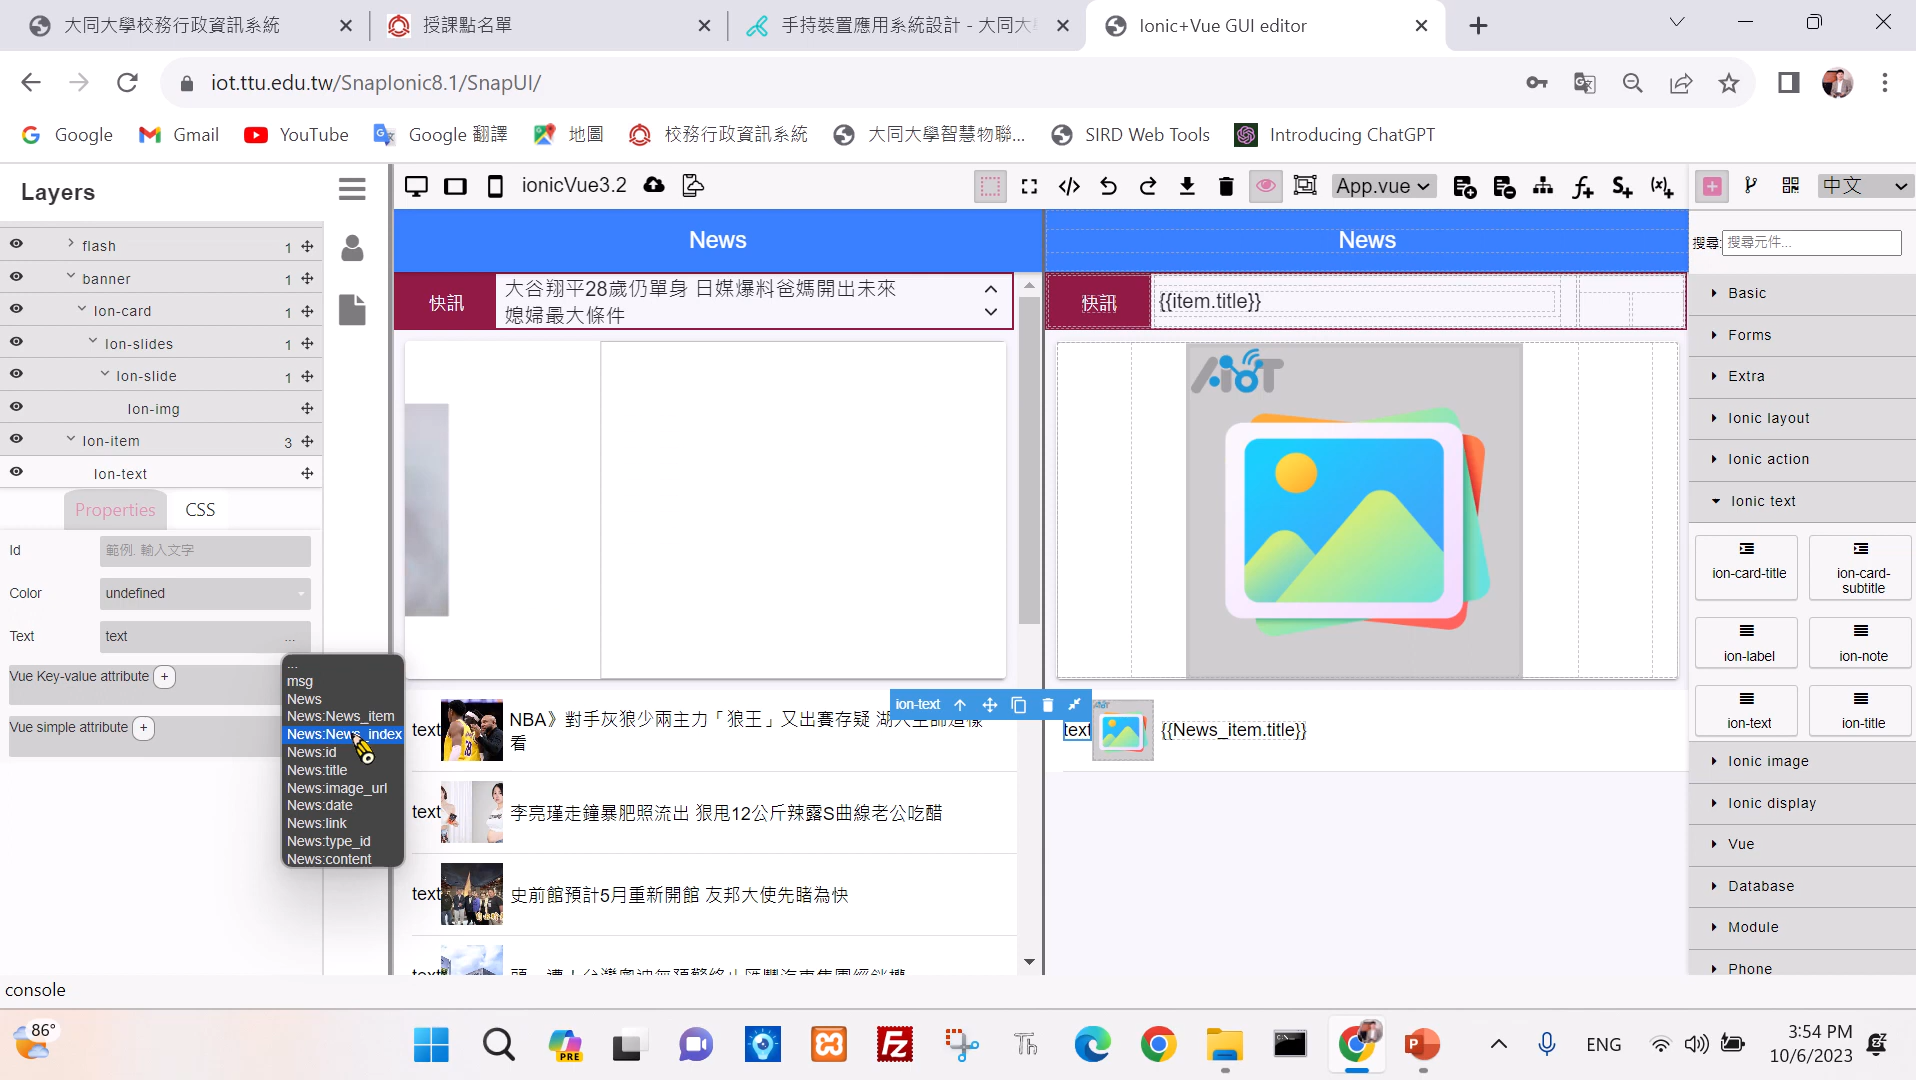 大同大學校務行政資訊系統
授課點名單
手持裝置應用系統設計 - 大同大
Ionic+Vue GUI editor
iot.ttu.edu.tw/SnapIonic8.1/SnapUI/
Google
Gmail
YouTube
Google 翻譯
地圖
校務行政資訊系統
大同大學智慧物聯...
SIRD Web Tools
Introducing ChatGPT
Layers
ionicVue3.2
App.vue
中文
flash 1
banner 1
Ion-card 1
Ion-slides 1
Ion-slide 1
Ion-img
Ion-item 3
Ion-text
Properties
CSS
Id
範例. 輸入文字
Color
undefined
Text
text
...
Vue Key-value attribute +
Vue simple attribute +
...
msg
News
News:News_item
News:News_index
News:id
News:title
News:image_url
News:date
News:link
News:type_id
News:content
News
快訊
大谷翔平28歲仍單身 日媒爆料爸媽開出未來
媳婦最大條件
text
NBA》對手灰狼少兩主力「狼王」又出賽存疑
看
text
李亮瑾走鐘暴肥照流出 狠甩12公斤辣露S曲線老公吃醋
text
史前館預計5月重新開館 友邦大使先睹為快
News
快訊
{{item.title}}
AIOT
ion-text
text
{{News_item.title}}
搜尋:
搜尋元件...
Basic
Forms
Extra
Ionic layout
Ionic action
Ionic text
ion-card-title
ion-card-
subtitle
ion-label
ion-note
ion-text
ion-title
Ionic image
Ionic display
Vue
Database
Module
Phone
console
86°
PRE
Th
ENG
3:54 PM
10/6/2023